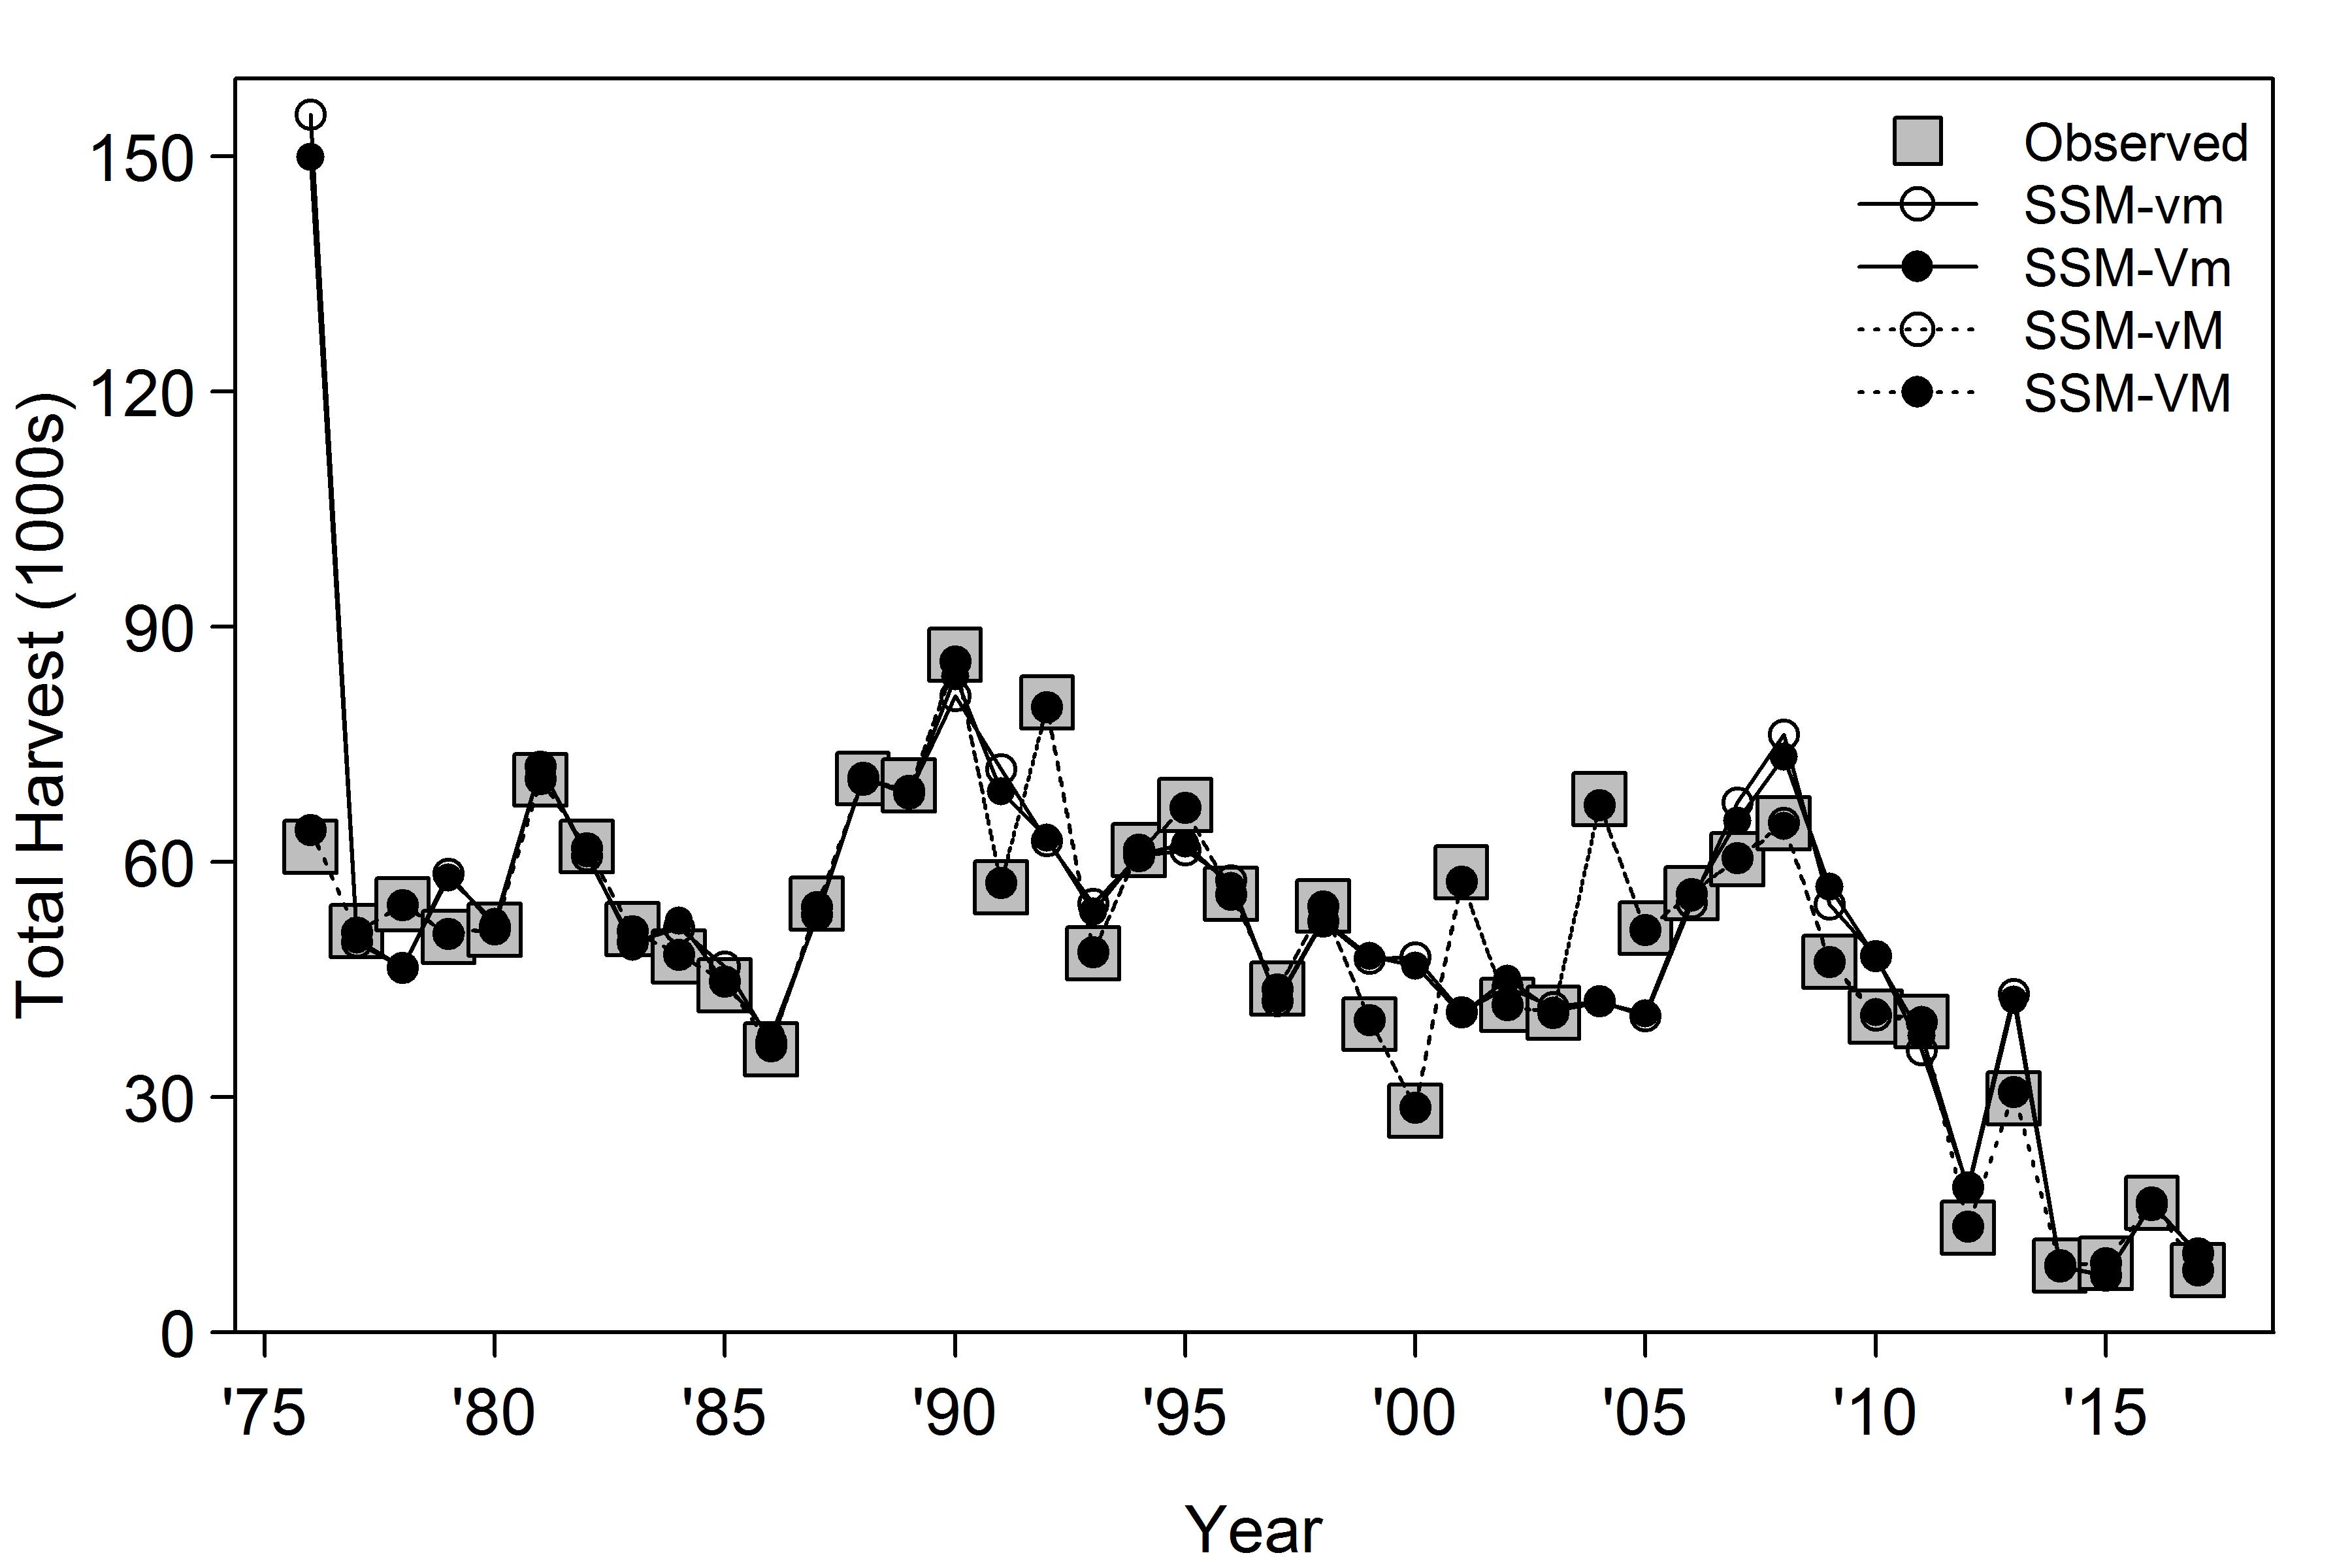 Observed
SSM-vm
SSM-Vm
SSM-vM
SSM-VM
Total Harvest (1000s)
150
120
90
60
30
0
'75 '80 '85 '90 '95 '00 '05 '10 '15
Year